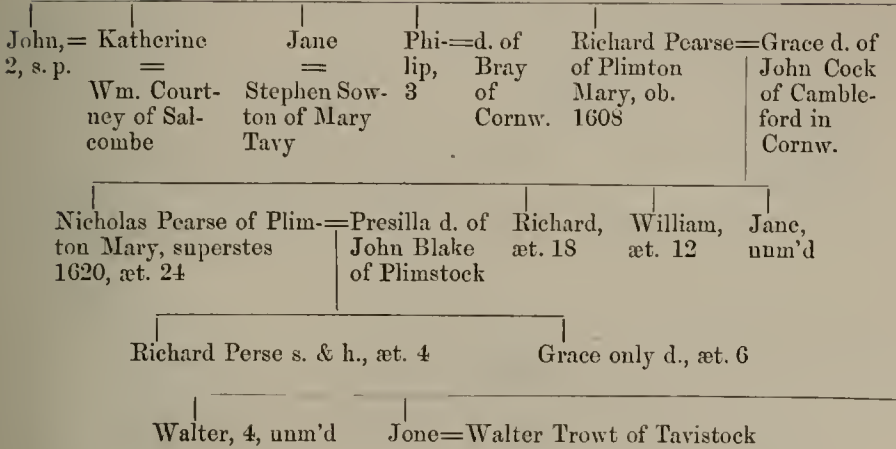 John,= Katherine Jane Phi-=d. of Richard Pearse=Grace d. of
2, s. p. = = lip, Bray of Plimton John Cock
Wm. Court- Stephen Sow- 3 of Mary, ob. of Camble-
ney of Sal- ton of Mary Cornw. 1608 ford in
combe Tavy Cornw.
Nicholas Pearse of Plim-=Presilla d. of Richard, William, Jane,
ton Mary, superstes John Blake æt. 18 æt. 12 unm'd
1620, æt. 24 of Plimstock
Richard Perse s. & h., æt. 4 Grace only d., æt. 6
Walter, 4, unm'd Jone=Walter Trowt of Tavistock